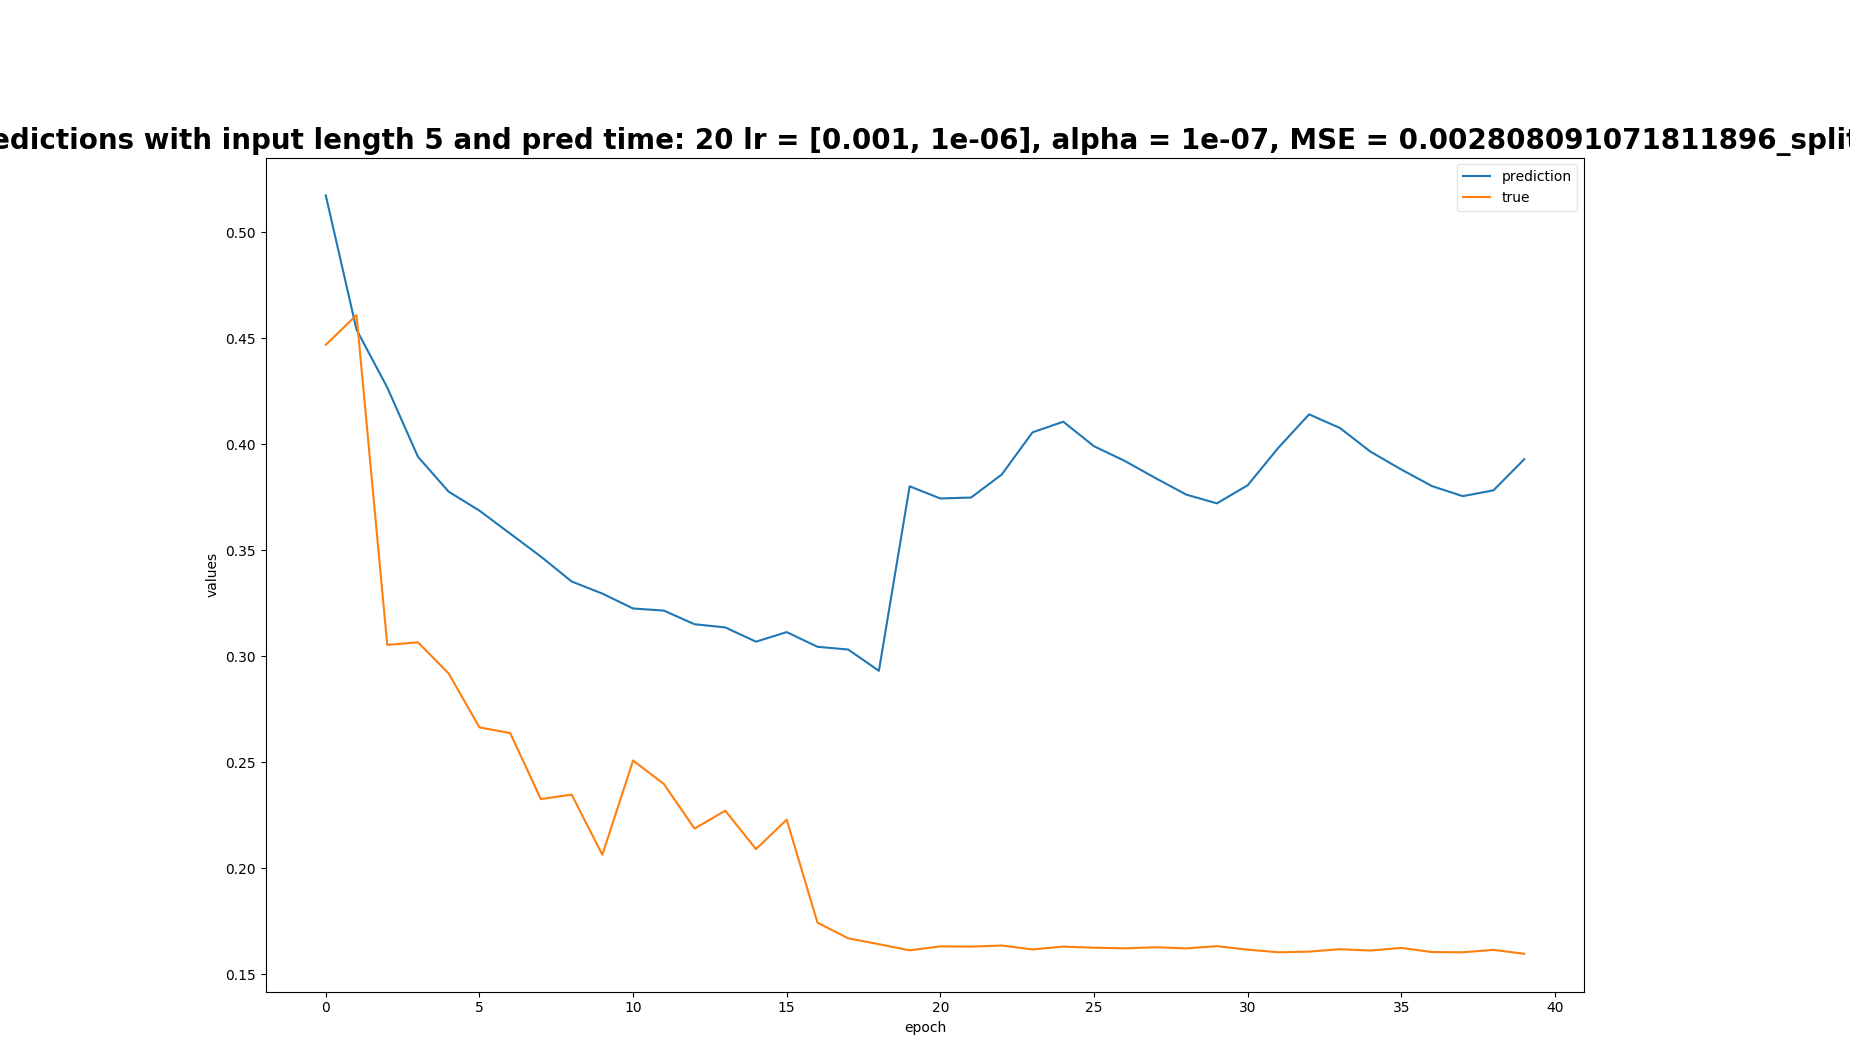 edictions with input length 5 and pred time: 20 lr = [0.001, 1e-06], alpha = 1e-07, MSE = 0.002808091071811896_split
prediction
true
0.50
0.45
0.40
0.35
0.30
0.25
0.20
0.15
values
0 5 10 15 20 25 30 35 40
epoch